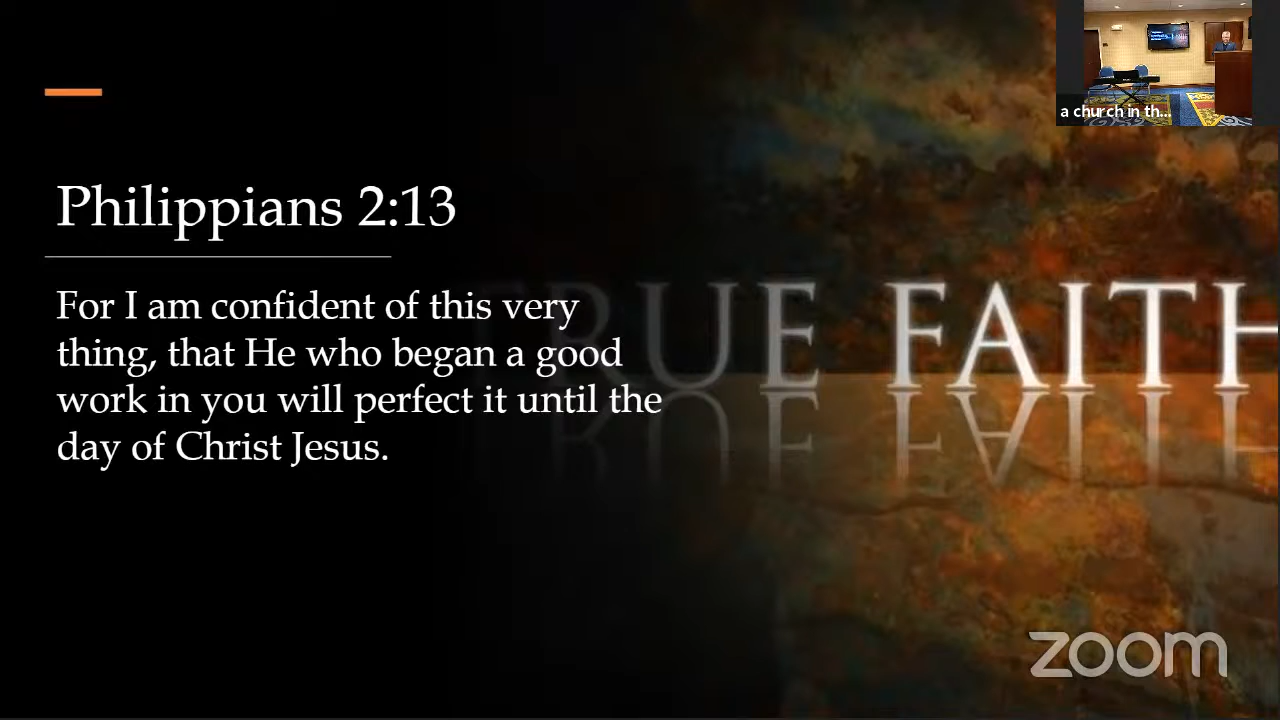 a church in th...
Philippians 2:13
For I am confident of this very
thing, that He who began a good
work in you will perfect it until the
day of Christ Jesus.
TRUE FAITH
zoom